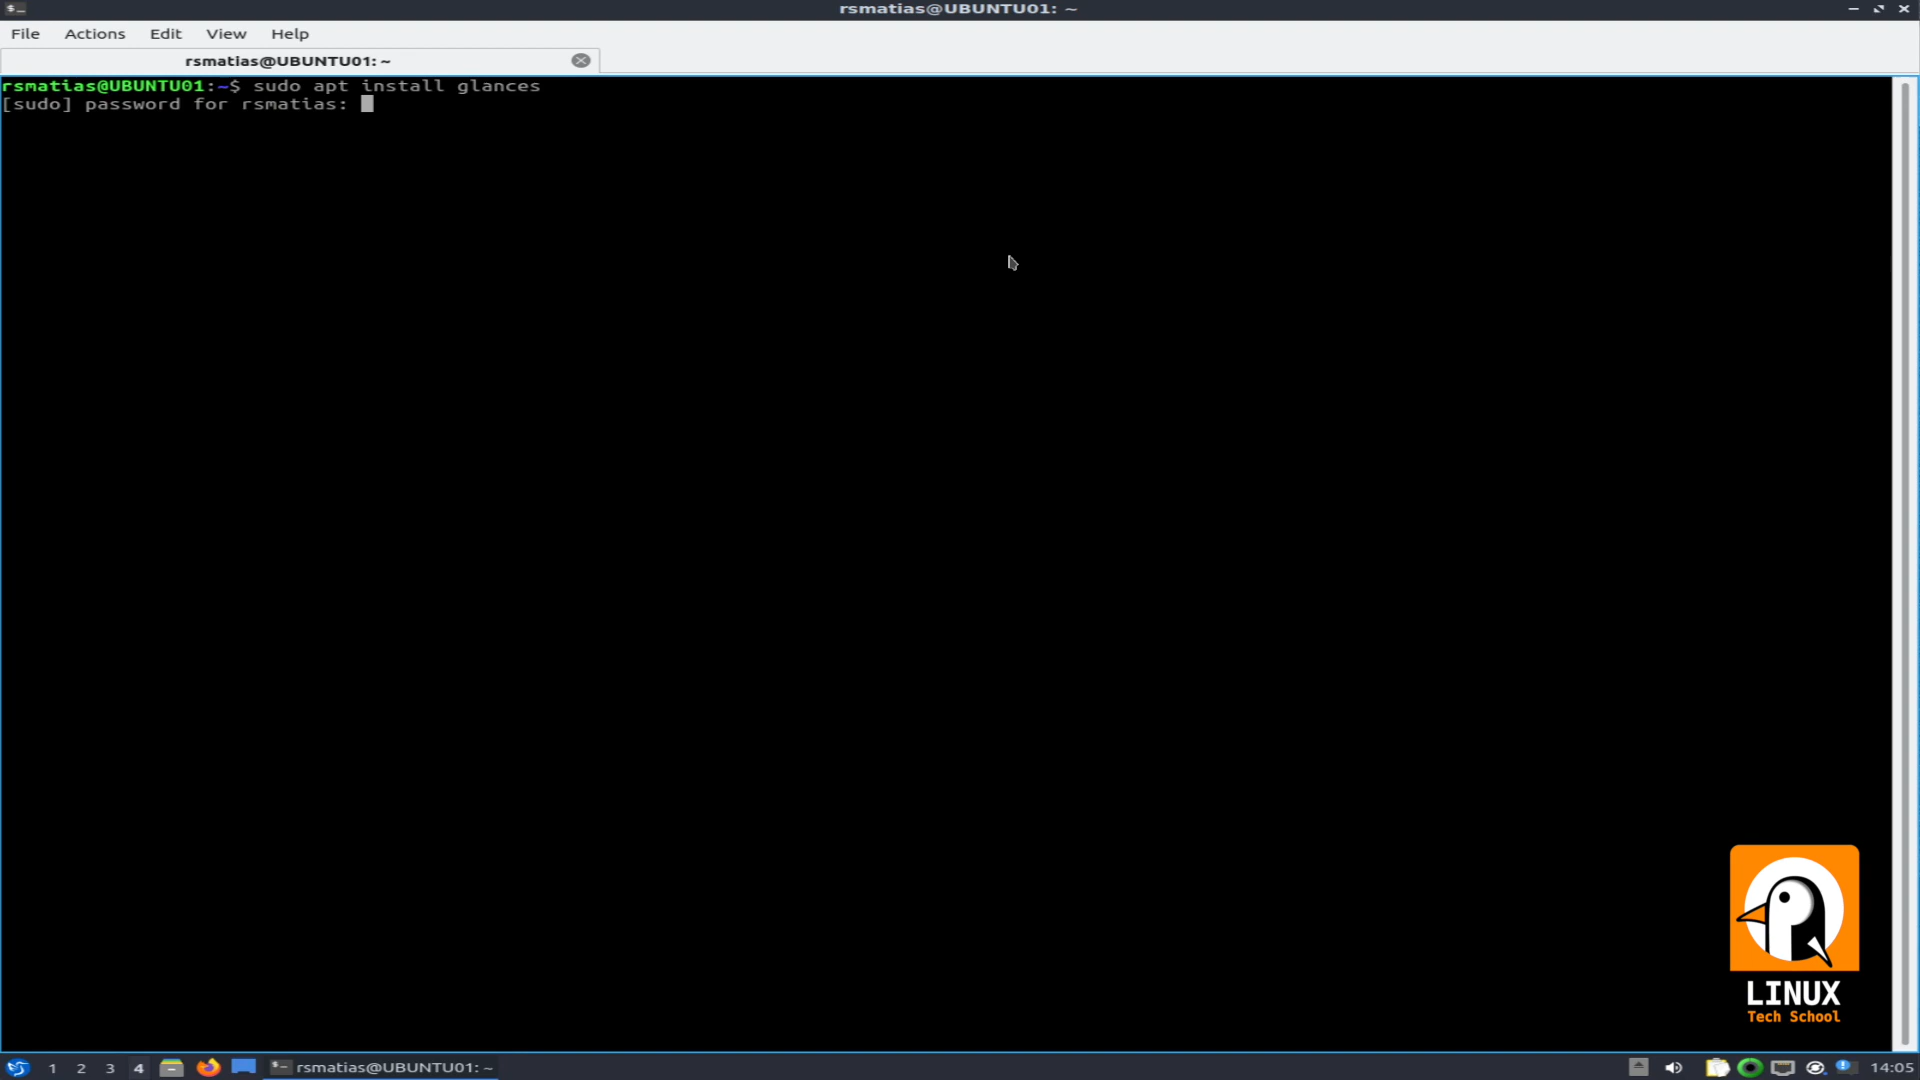 rsmatias@UBUNTU01: ~
File Actions Edit View Help
rsmatias@UBUNTU01: ~
rsmatias@UBUNTU01:~$ sudo apt install glances
[sudo] password for rsmatias:
LINUX
Tech School
1 2 3 4 rsmatias@UBUNTU01: ~ 14:05